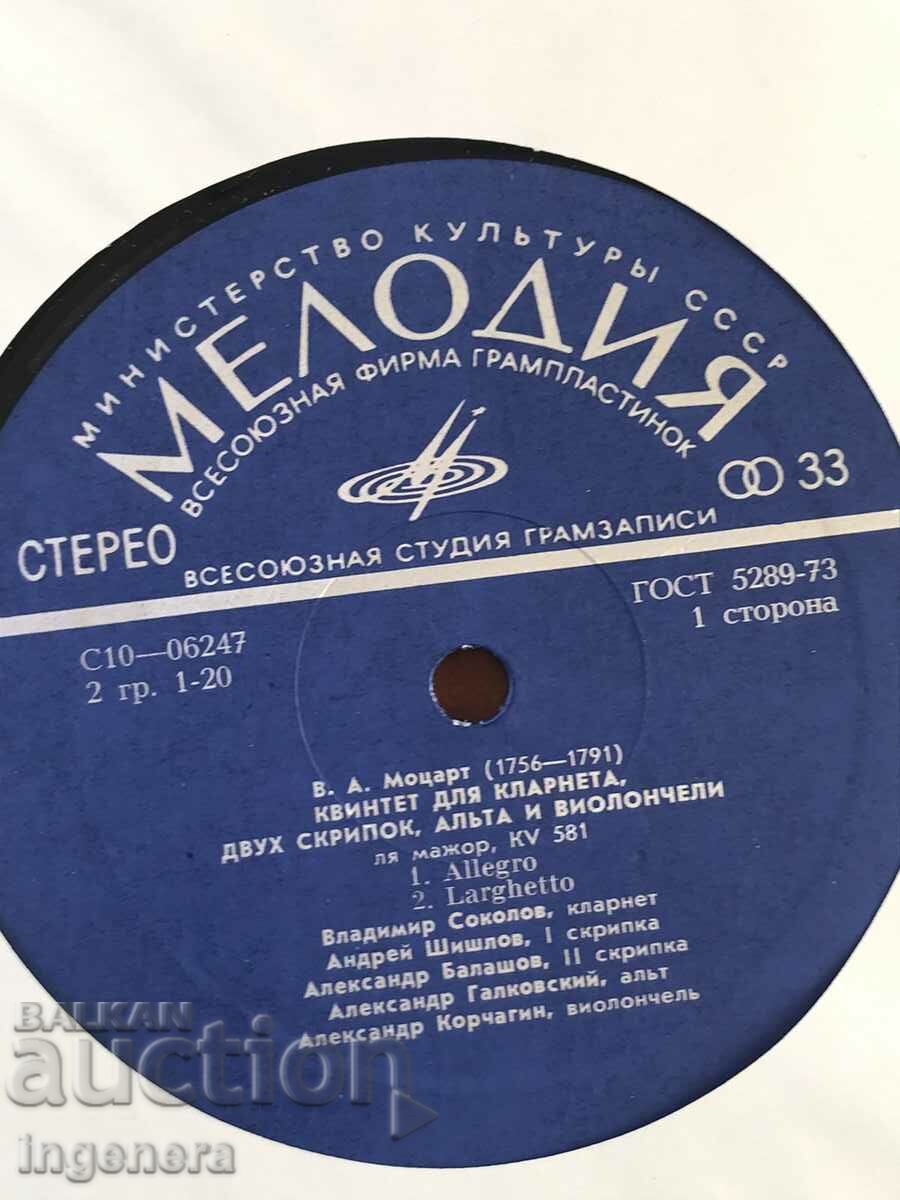 МИНИСТЕРСТВО КУЛЬТУРЫ СССР
МЕЛОДИЯ
ВСЕСОЮЗНАЯ ФИРМА ГРАМПЛАСТИНОК
33
СТЕРЕО
ВСЕСОЮЗНАЯ СТУДИЯ ГРАМЗАПИСИ
ГОСТ 5289-73
1 сторона
С10—06247
2 гр. 1-20
В. А. Моцарт (1756—1791)
КВИНТЕТ ДЛЯ КЛАРНЕТА,
ДВУХ СКРИПОК, АЛЬТА И ВИОЛОНЧЕЛИ
ля мажор, KV 581
1. Allegro
2. Larghetto
Владимир Соколов, кларнет
Андрей Шишлов, I скрипка
Александр Балашов, II скрипка
Александр Галковский, альт
Александр Корчагин, виолончель
BALKAN
auction
ingenera